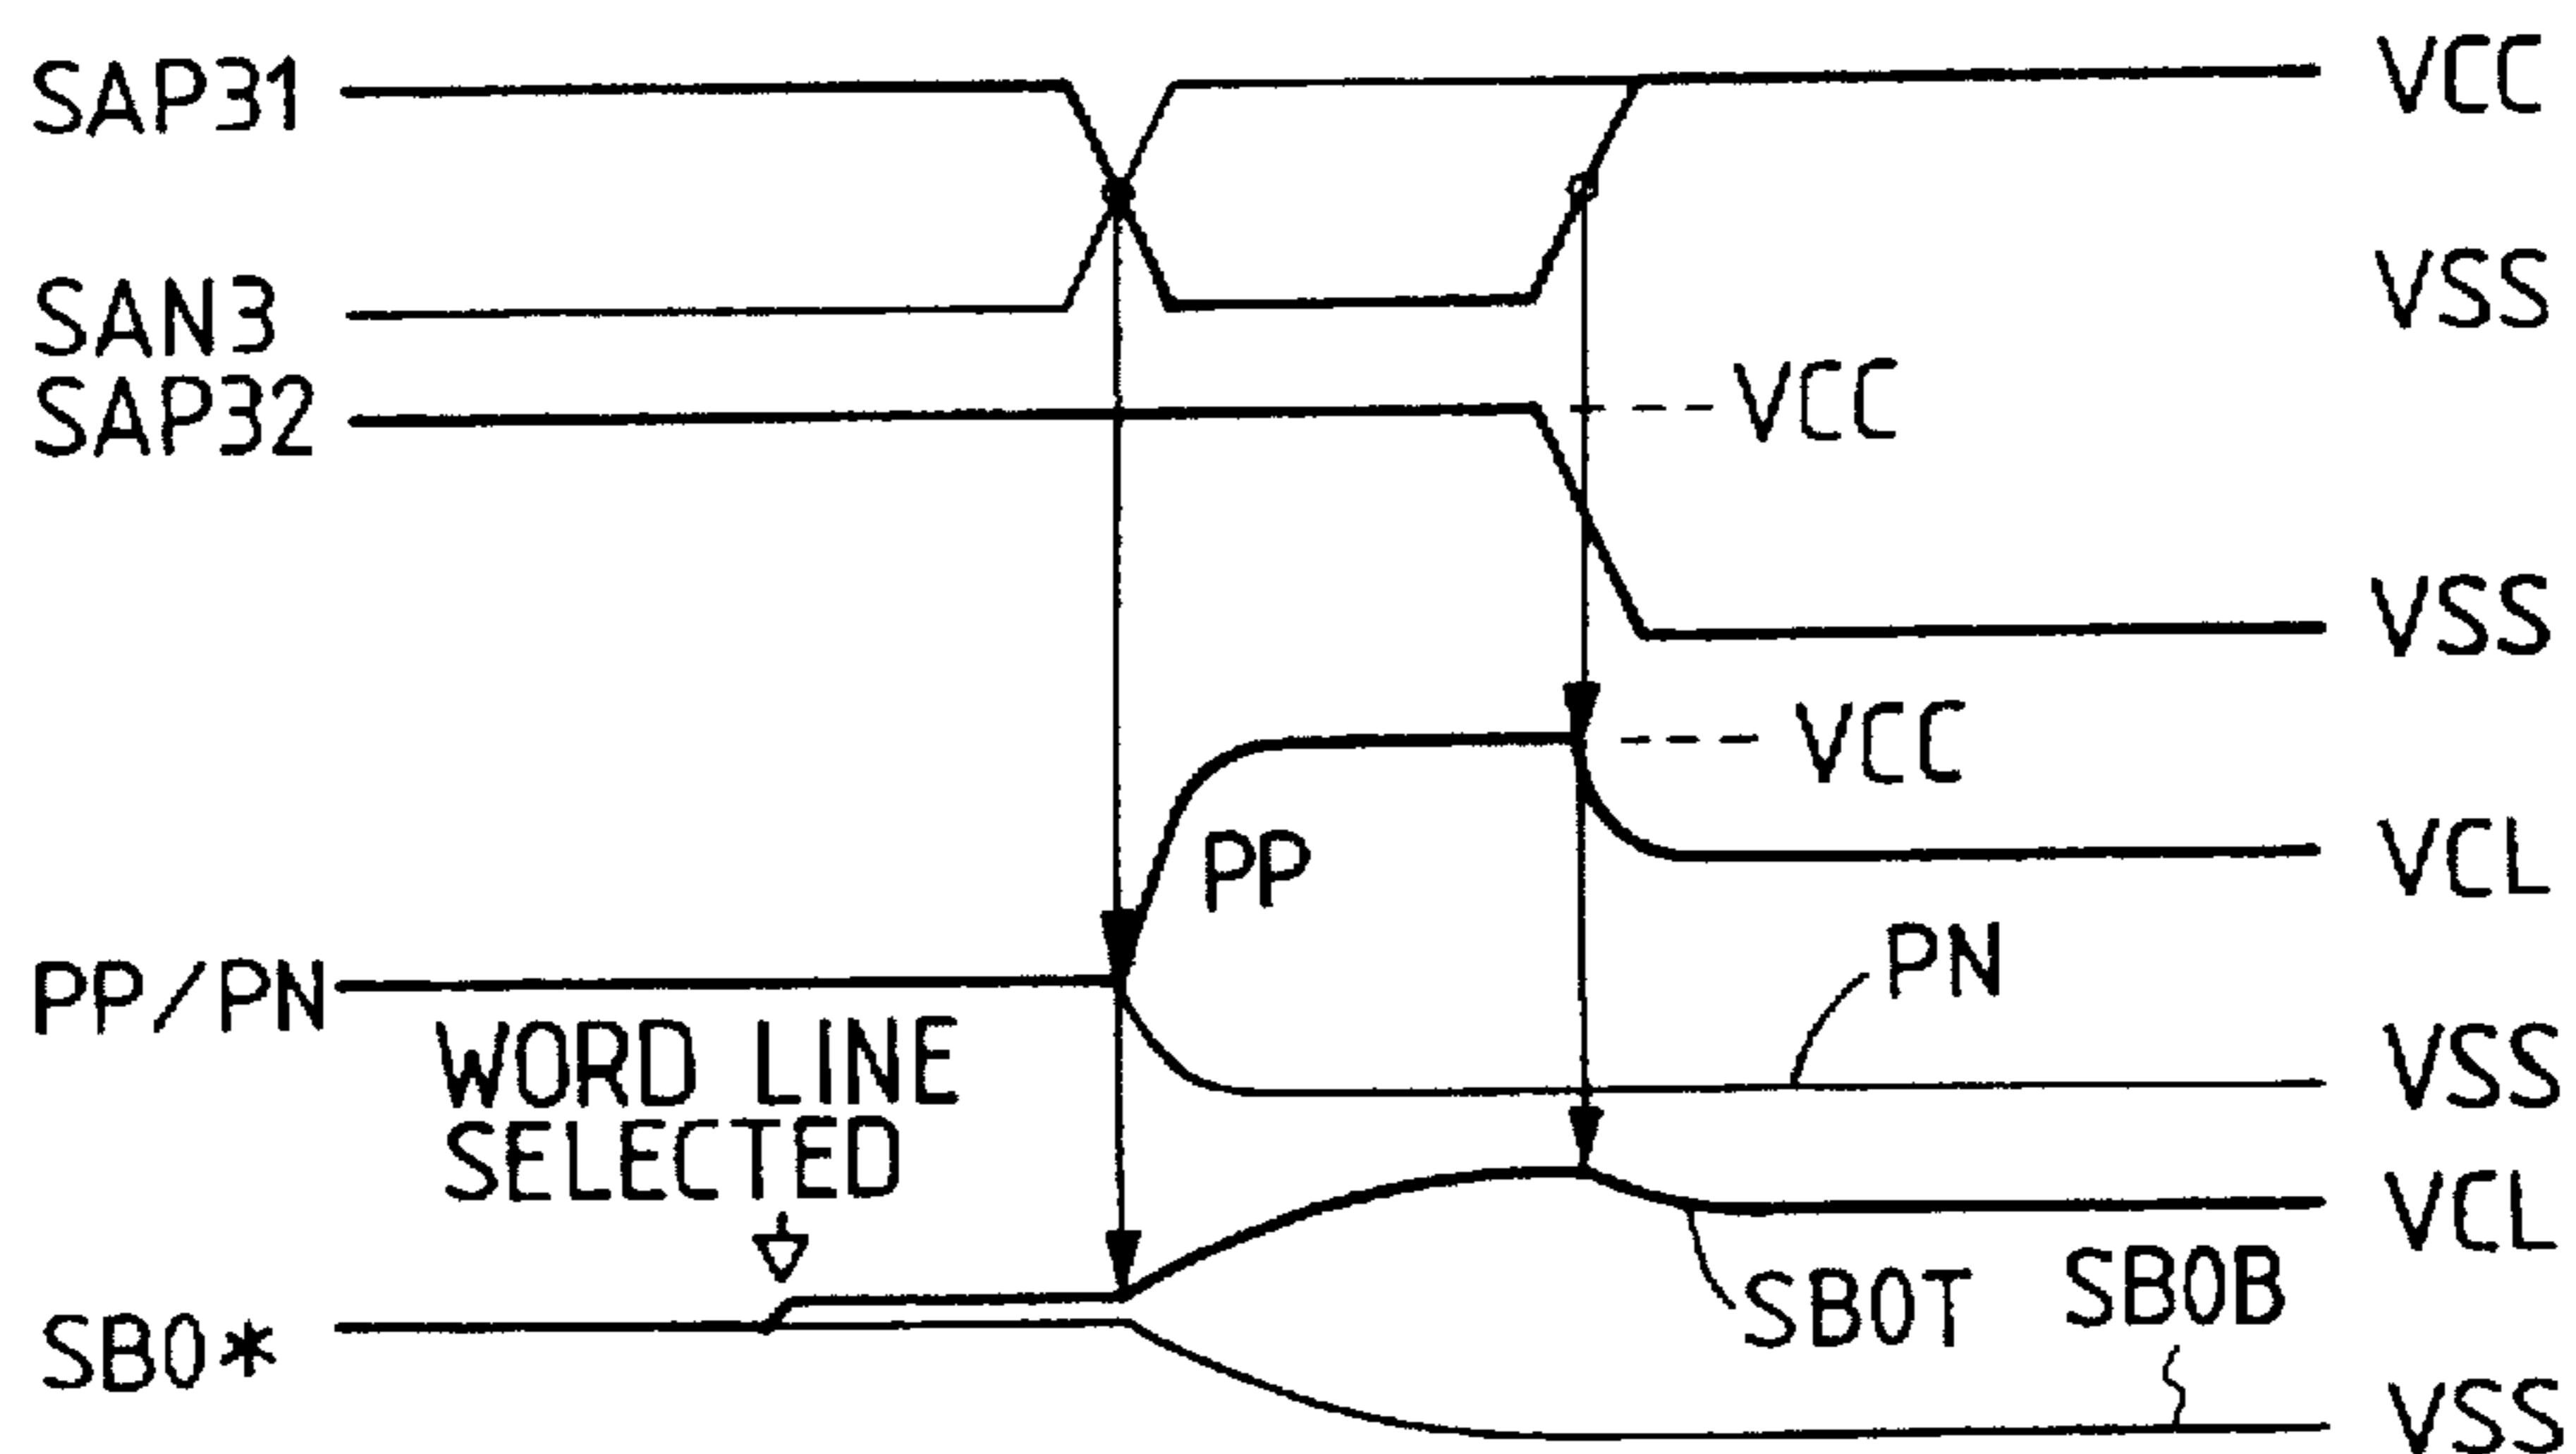 SAP31
VCC
SAN3
VSS
SAP32
VCC
VSS
VCC
PP
VCL
PP/PN
PN
VSS
WORD LINE
SELECTED
VCL
SB0*
SB0T
SB0B
VSS